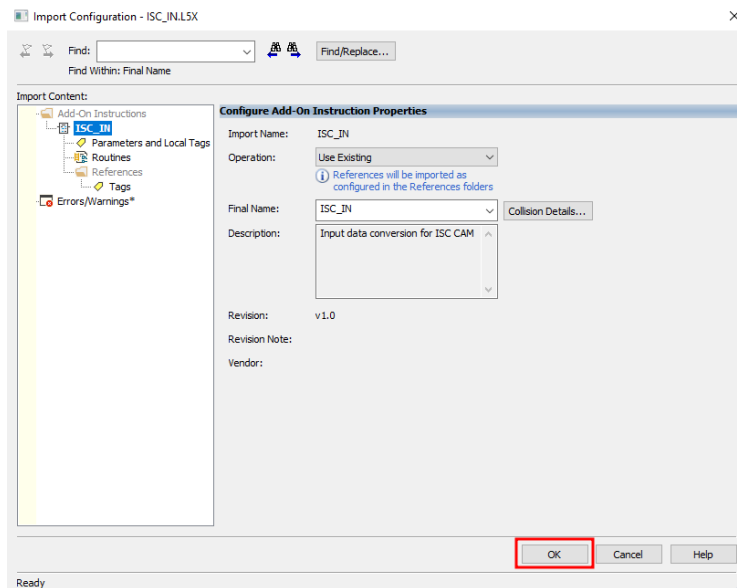 Import Configuration - ISC_IN.L5X
Find:
Find/Replace...
Find Within: Final Name
Import Content:
Add-On Instructions
ISC_IN
Parameters and Local Tags
Routines
References
Tags
Errors/Warnings*
Configure Add-On Instruction Properties
Import Name: ISC_IN
Operation: Use Existing
References will be imported as
configured in the References folders
Final Name: ISC_IN Collision Details...
Description: Input data conversion for ISC CAM
Revision: v1.0
Revision Note:
Vendor:
OK Cancel Help
Ready